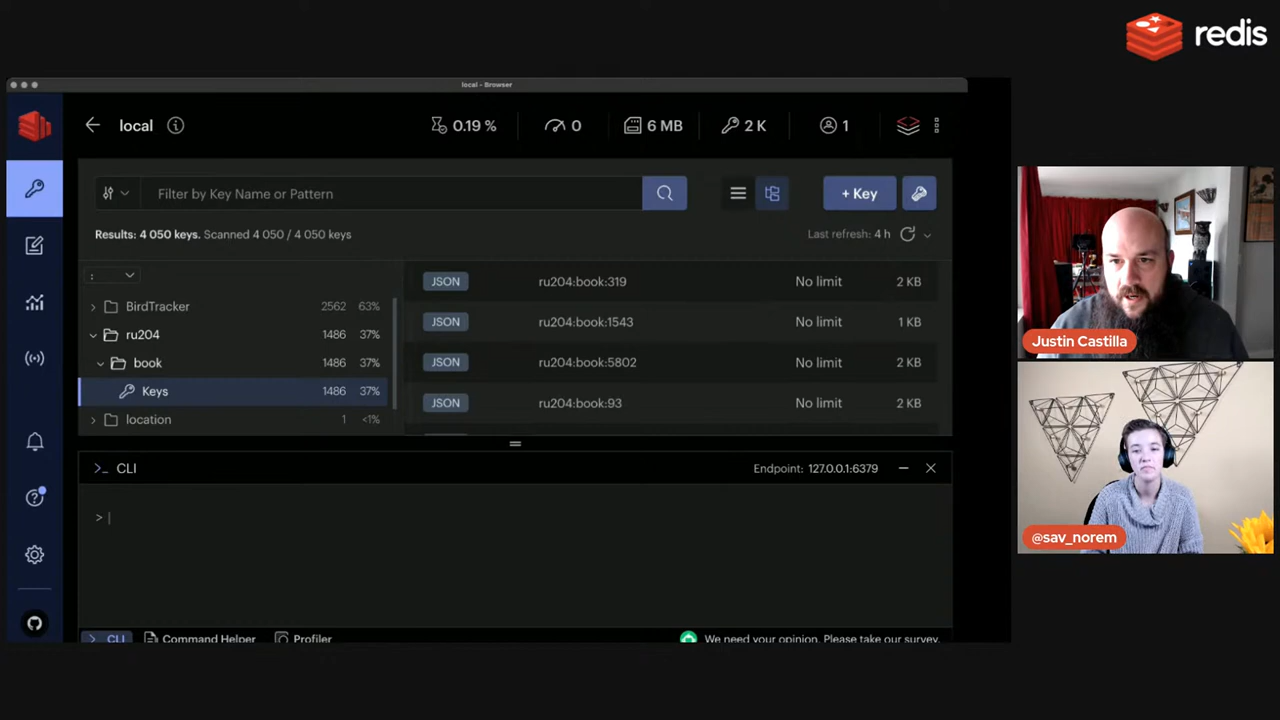 redis
local - Browser
local
0.19 %
0
6 MB
2 K
1
Filter by Key Name or Pattern
+ Key
Results: 4 050 keys. Scanned 4 050 / 4 050 keys
Last refresh: 4 h
:
BirdTracker 2562 63%
ru204 1486 37%
book 1486 37%
Keys 1486 37%
location 1 <1%
JSON ru204:book:319 No limit 2 KB
JSON ru204:book:1543 No limit 1 KB
JSON ru204:book:5802 No limit 2 KB
JSON ru204:book:93 No limit 2 KB
>_ CLI
Endpoint: 127.0.0.1:6379
>
CLI
Command Helper
Profiler
We need your opinion. Please take our survey.
Justin Castilla
@sav_norem